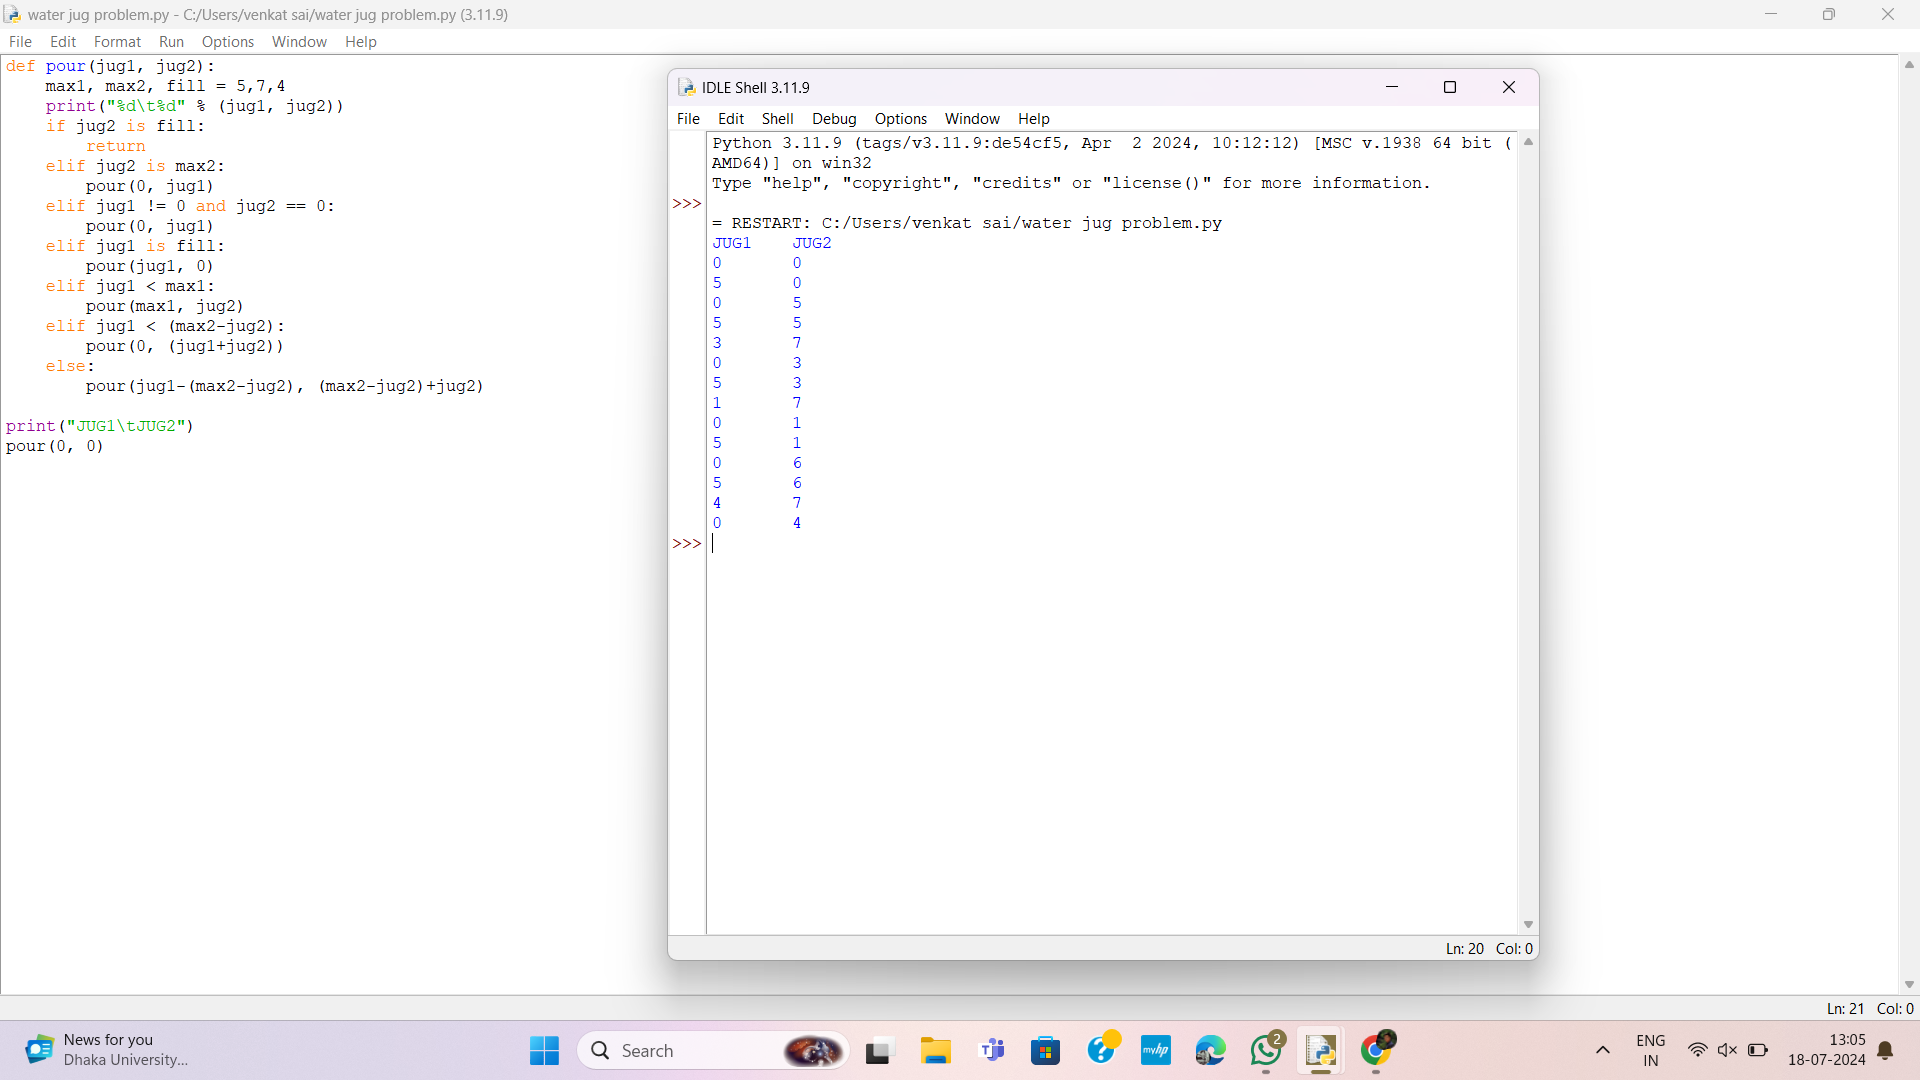 water jug problem.py - C:/Users/venkat sai/water jug problem.py (3.11.9)
File Edit Format Run Options Window Help
def pour(jug1, jug2):
    max1, max2, fill = 5,7,4
    print("%d\t%d" % (jug1, jug2))
    if jug2 is fill:
        return
    elif jug2 is max2:
        pour(0, jug1)
    elif jug1 != 0 and jug2 == 0:
        pour(0, jug1)
    elif jug1 is fill:
        pour(jug1, 0)
    elif jug1 < max1:
        pour(max1, jug2)
    elif jug1 < (max2-jug2):
        pour(0, (jug1+jug2))
    else:
        pour(jug1-(max2-jug2), (max2-jug2)+jug2)
print("JUG1\tJUG2")
pour(0, 0)
IDLE Shell 3.11.9
File Edit Shell Debug Options Window Help
Python 3.11.9 (tags/v3.11.9:de54cf5, Apr  2 2024, 10:12:12) [MSC v.1938 64 bit (
AMD64)] on win32
Type "help", "copyright", "credits" or "license()" for more information.
>>>
= RESTART: C:/Users/venkat sai/water jug problem.py
JUG1 JUG2
0 0
5 0
0 5
5 5
3 7
0 3
5 3
1 7
0 1
5 1
0 6
5 6
4 7
0 4
>>>
Ln: 20 Col: 0
Ln: 21 Col: 0
News for you
Dhaka University...
Search
myhp
2
ENG
IN
13:05
18-07-2024